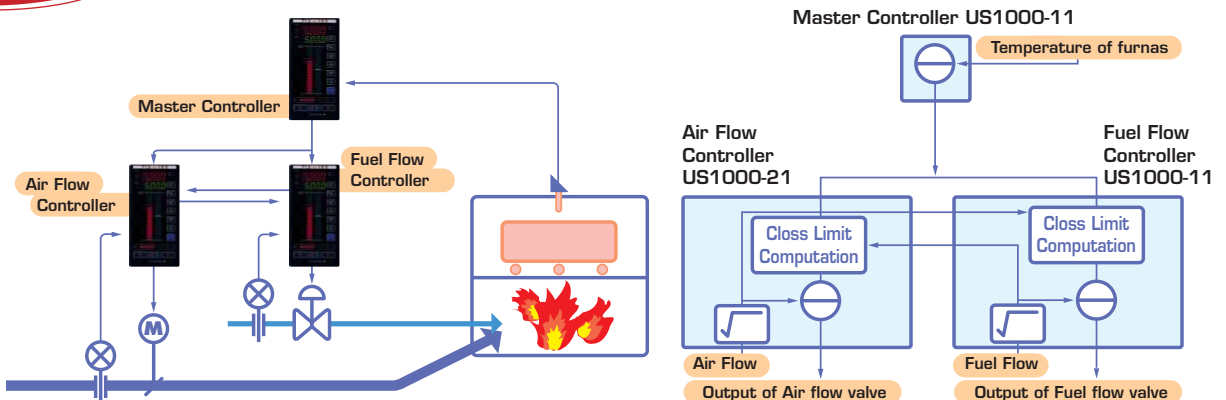 Master Controller
Air Flow
Controller
Fuel Flow
Controller
M
Master Controller US1000-11
Temperature of furnas
Air Flow
Controller
US1000-21
Fuel Flow
Controller
US1000-11
Closs Limit
Computation
Closs Limit
Computation
√
√
Air Flow
Fuel Flow
Output of Air flow valve
Output of Fuel flow valve